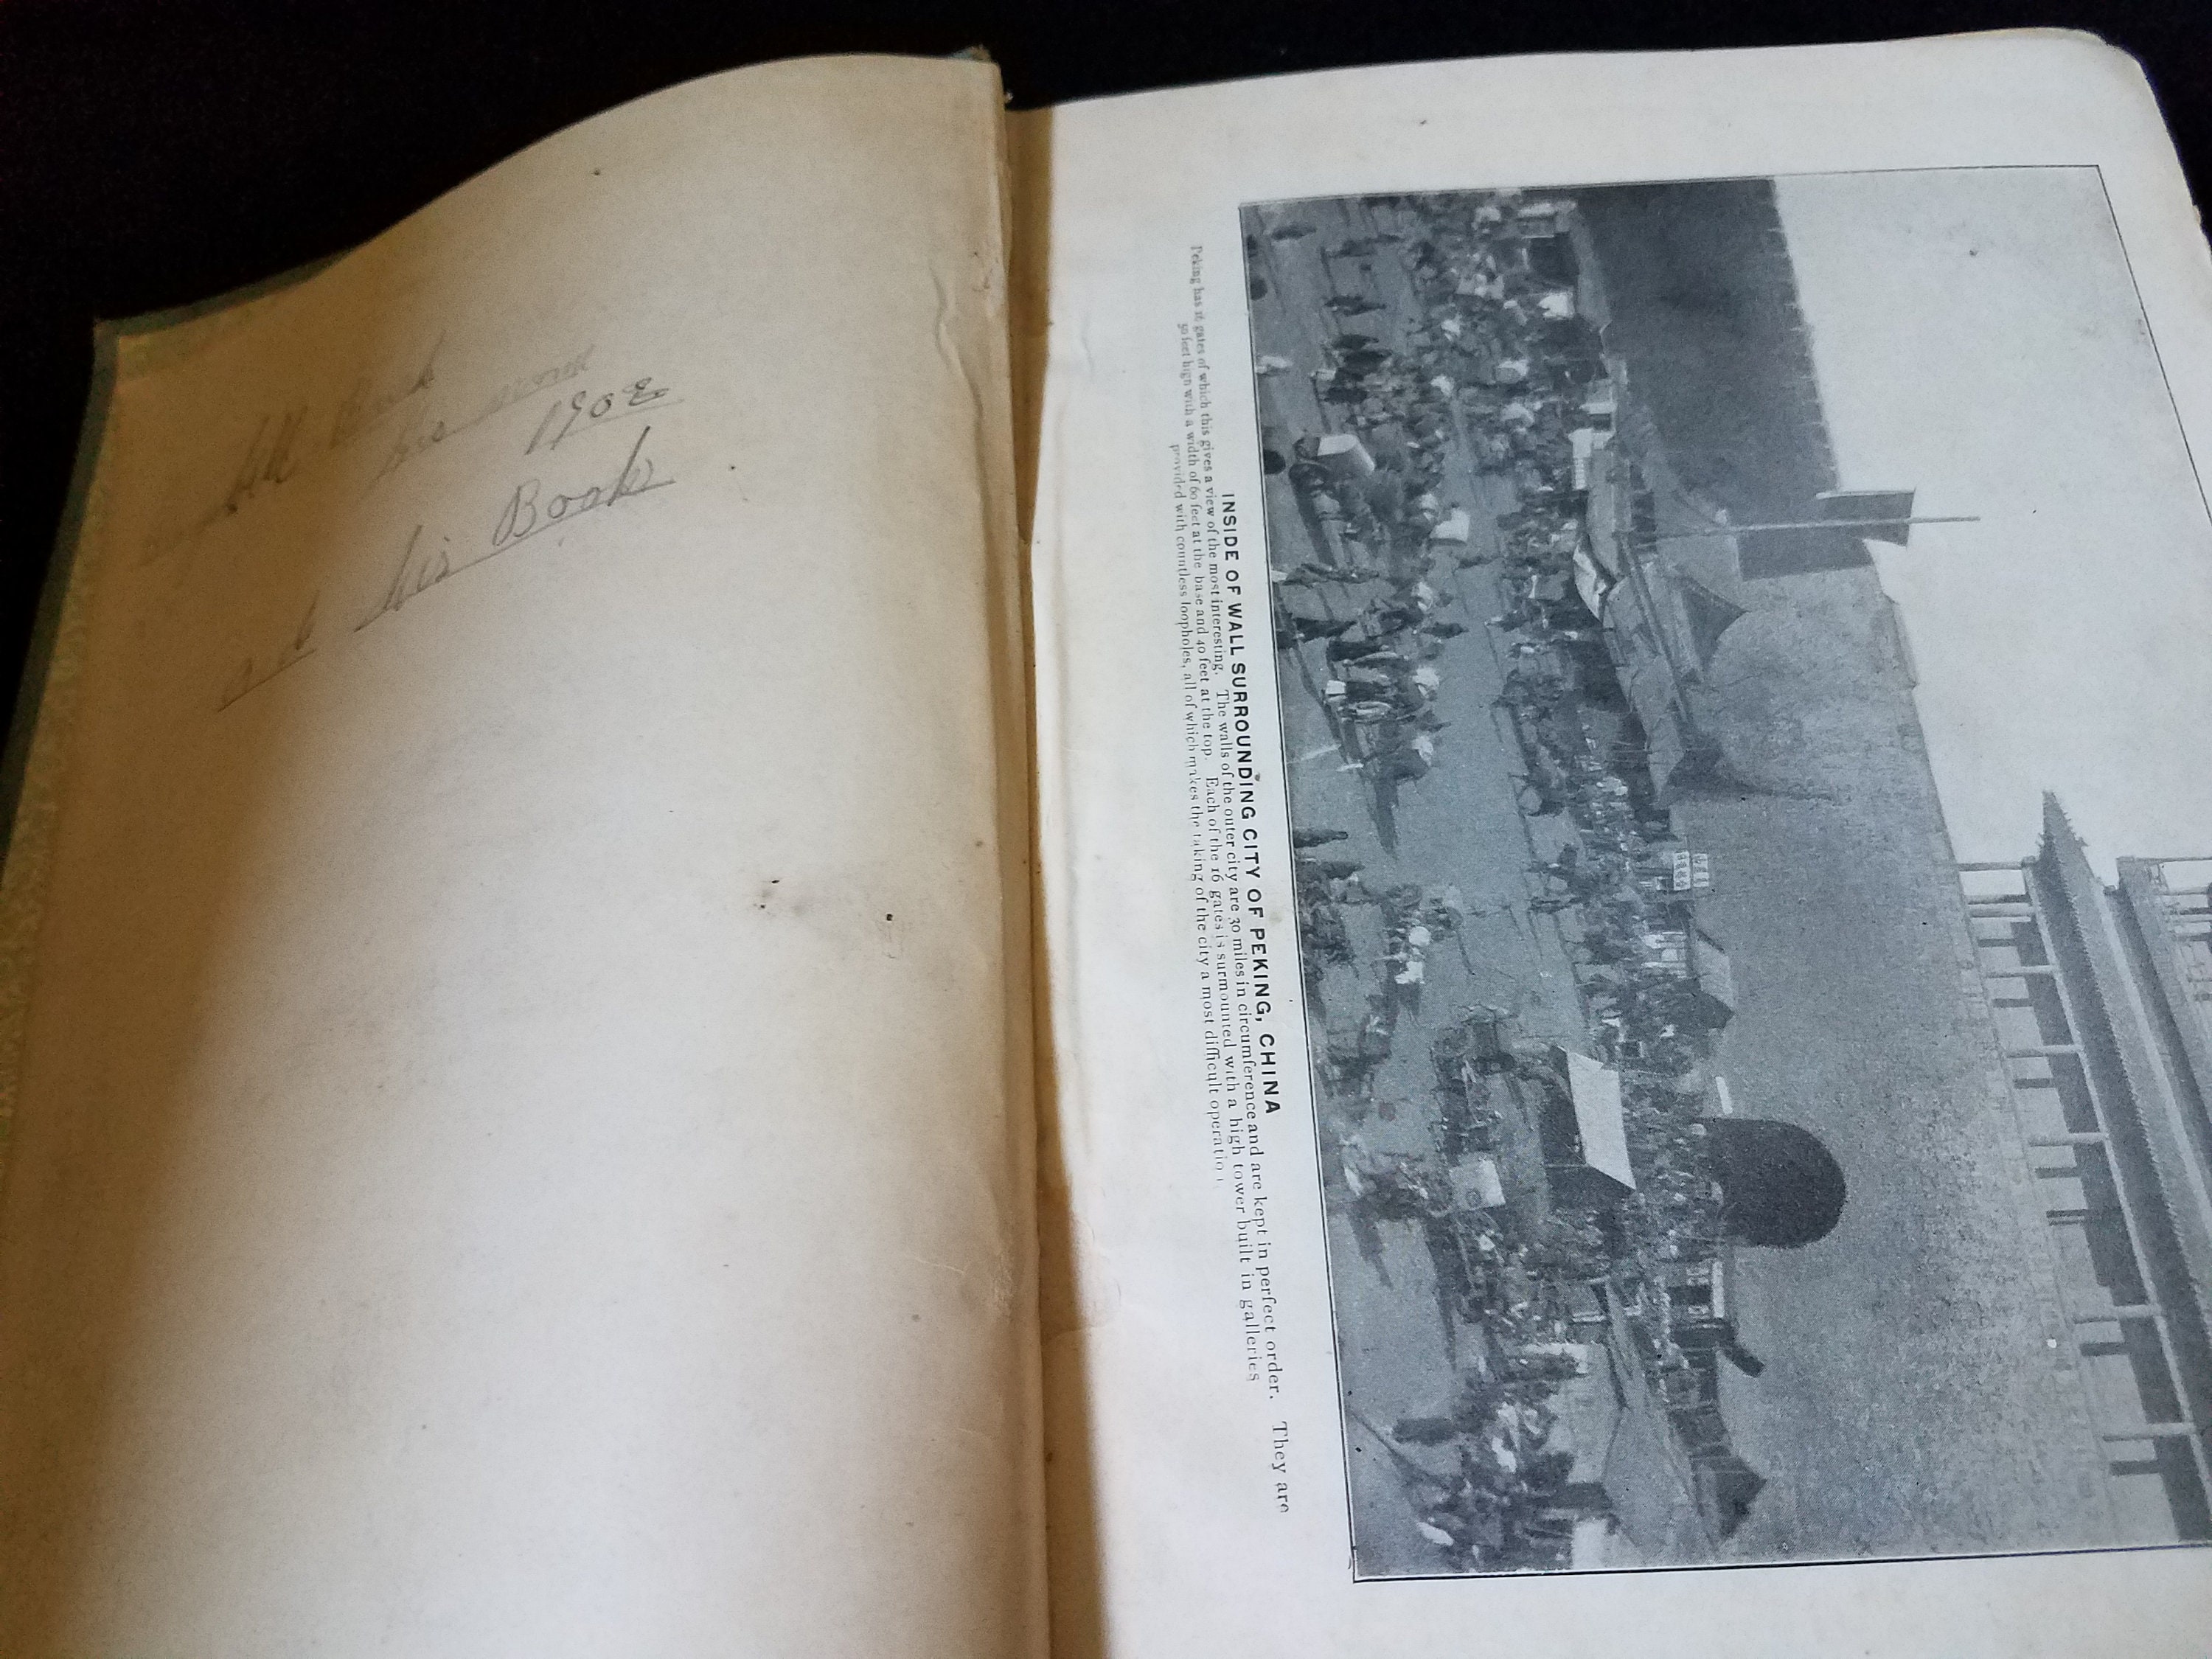 his
1902
his Book
INSIDE OF WALL SURROUNDING CITY OF PEKING, CHINA
Peking has 16 gates of which this gives a view of the most interesting. The walls of the outer city are 30 miles in circumference and are kept in perfect order. They are
50 feet high with a width of 60 feet at the base and 40 feet at the top. Each of the 16 gates is surmounted with a high tower built in galleries
provided with countless loopholes, all of which makes the taking of the city a most difficult operation